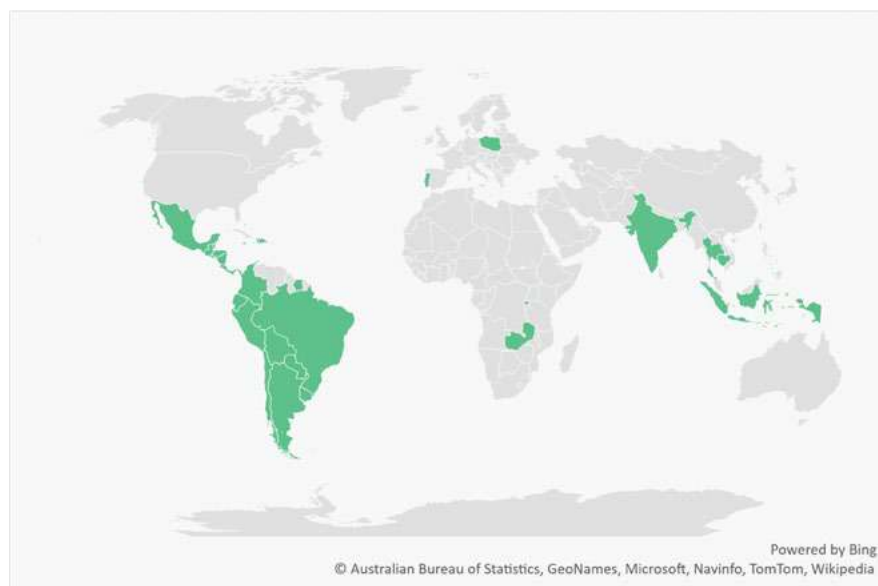 Powered by Bing
© Australian Bureau of Statistics, GeoNames, Microsoft, Navinfo, TomTom, Wikipedia